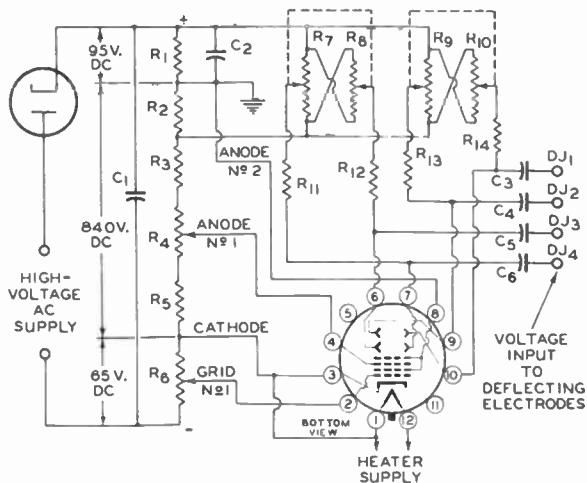 +
95 V. DC
840 V. DC
65 V. DC
HIGH-
VOLTAGE
AC
SUPPLY
R1
R2
R3
R4
R5
R6
C1
C2
ANODE
Nº 2
ANODE
Nº 1
CATHODE
GRID
Nº 1
R7
R8
R9
R10
R11
R12
R13
R14
C3
C4
C5
C6
DJ1
DJ2
DJ3
DJ4
VOLTAGE
INPUT
TO
DEFLECTING
ELECTRODES
5
6
7
8
4
9
3
10
2
11
1
12
BOTTOM
VIEW
HEATER
SUPPLY